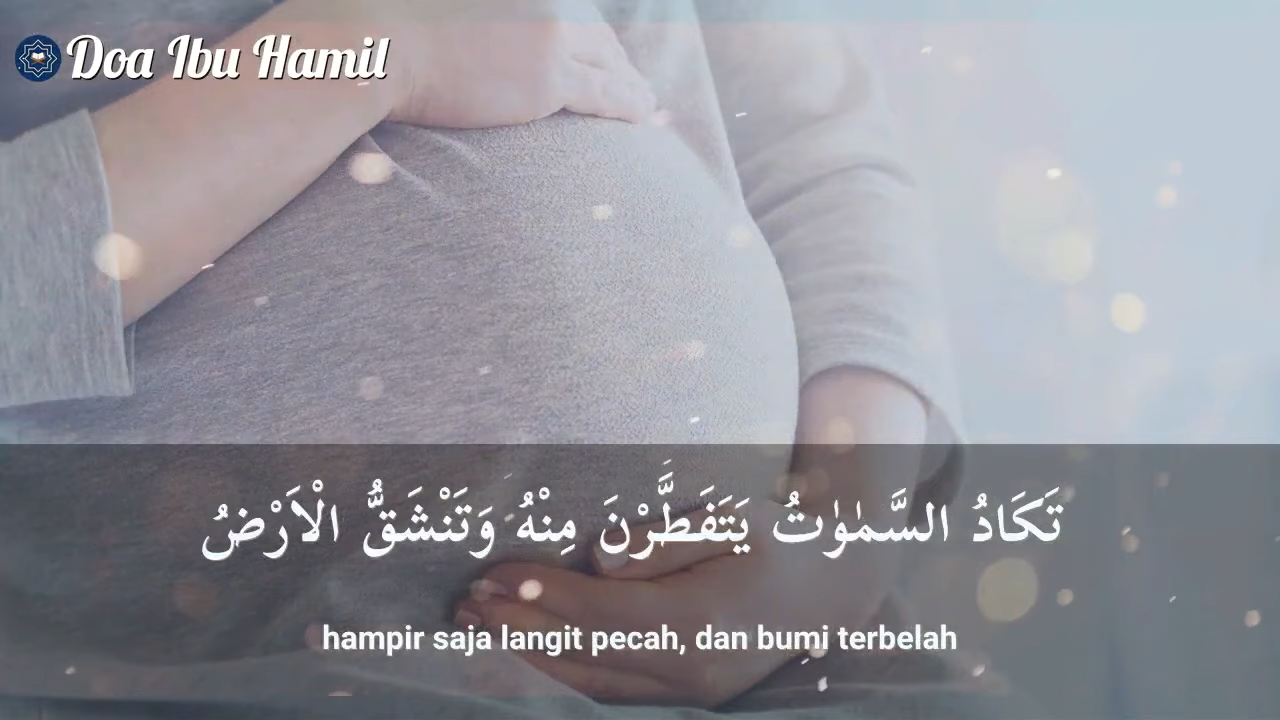 Doa Ibu Hamil
تَكَادُ السَّمٰوٰتُ يَتَفَطَّرْنَ مِنْهُ وَتَنْشَقُّ الْاَرْضُ
hampir saja langit pecah, dan bumi terbelah